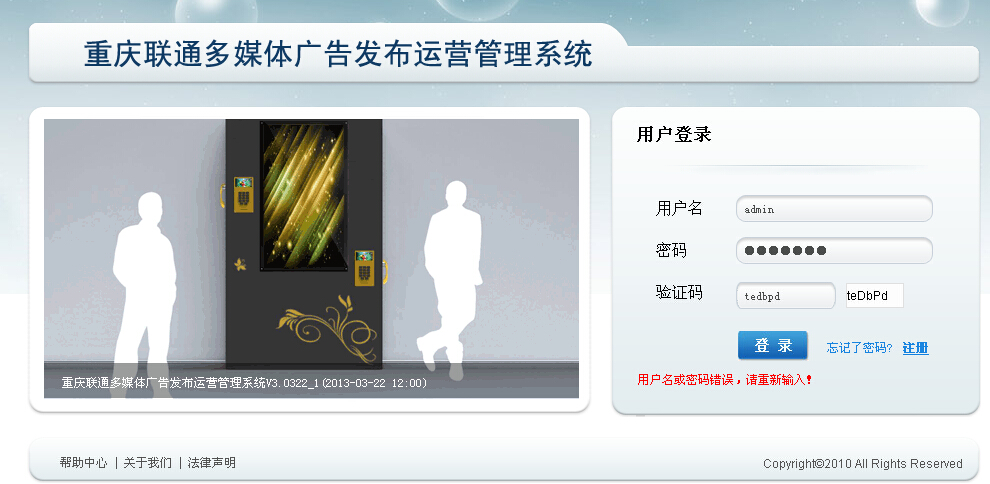 重庆联通多媒体广告发布运营管理系统
重庆联通多媒体广告发布运营管理系统V3.0322_1(2013-03-22 12:00)
用户登录
用户名 admin
密码 ●●●●●●●
验证码 tedbpd teDbPd
登 录 忘记了密码? 注册
用户名或密码错误，请重新输入!
帮助中心 | 关于我们 | 法律声明
Copyright©2010 All Rights Reserved